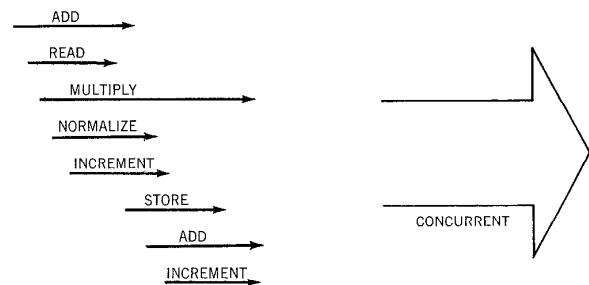 ADD
READ
MULTIPLY
NORMALIZE
INCREMENT
STORE
CONCURRENT
ADD
INCREMENT